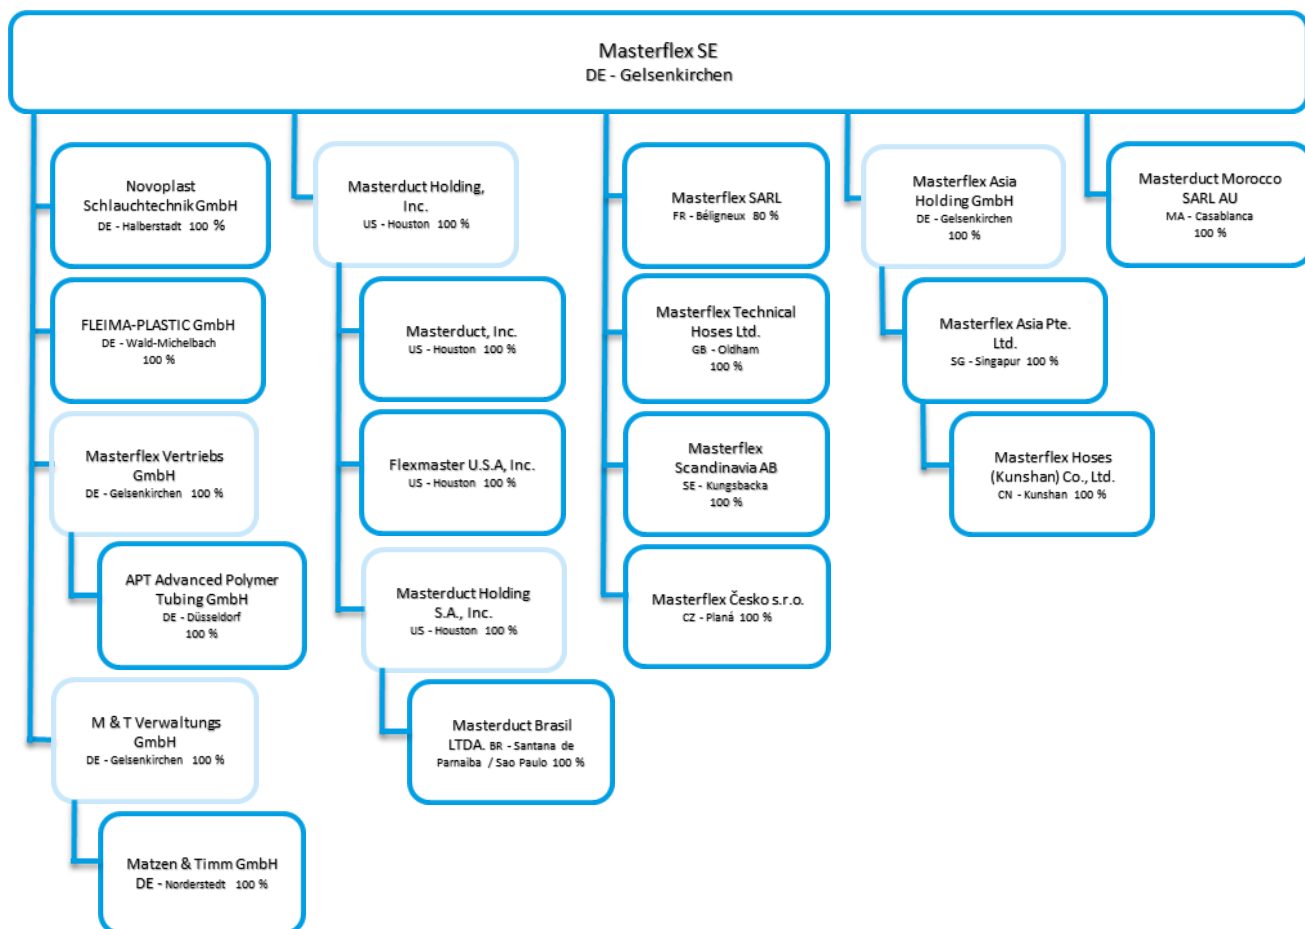 Masterflex SE
DE - Gelsenkirchen
Novoplast
Schlauchtechnik GmbH
DE - Halberstadt 100 %
FLEIMA-PLASTIC GmbH
DE - Wald-Michelbach
100 %
Masterflex Vertriebs
GmbH
DE - Gelsenkirchen 100 %
APT Advanced Polymer
Tubing GmbH
DE - Düsseldorf
100 %
M & T Verwaltungs
GmbH
DE - Gelsenkirchen 100 %
Matzen & Timm GmbH
DE - Norderstedt 100 %
Masterduct Holding,
Inc.
US - Houston 100 %
Masterduct, Inc.
US - Houston 100 %
Flexmaster U.S.A, Inc.
US - Houston 100 %
Masterduct Holding
S.A., Inc.
US - Houston 100 %
Masterduct Brasil
LTDA. BR - Santana de
Parnaiba / Sao Paulo 100 %
Masterflex SARL
FR - Béligneux 80 %
Masterflex Technical
Hoses Ltd.
GB - Oldham
100 %
Masterflex
Scandinavia AB
SE - Kungsbacka
100 %
Masterflex Česko s.r.o.
CZ - Planá 100 %
Masterflex Asia
Holding GmbH
DE - Gelsenkirchen
100 %
Masterflex Asia Pte.
Ltd.
SG - Singapur 100 %
Masterflex Hoses
(Kunshan) Co., Ltd.
CN - Kunshan 100 %
Masterduct Morocco
SARL AU
MA - Casablanca
100 %